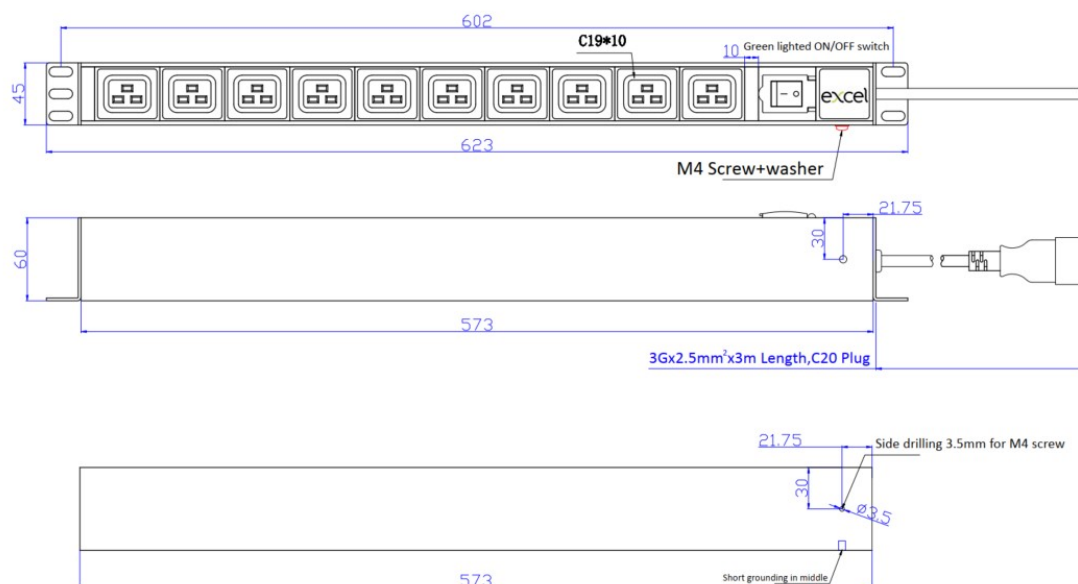 602
C19*10
10
Green lighted ON/OFF switch
45
excel
623
M4 Screw+washer
21.75
60
30
573
3Gx2.5mm²x3m Length,C20 Plug
21.75
Side drilling 3.5mm for M4 screw
30
ø3.5
573
Short grounding in middle